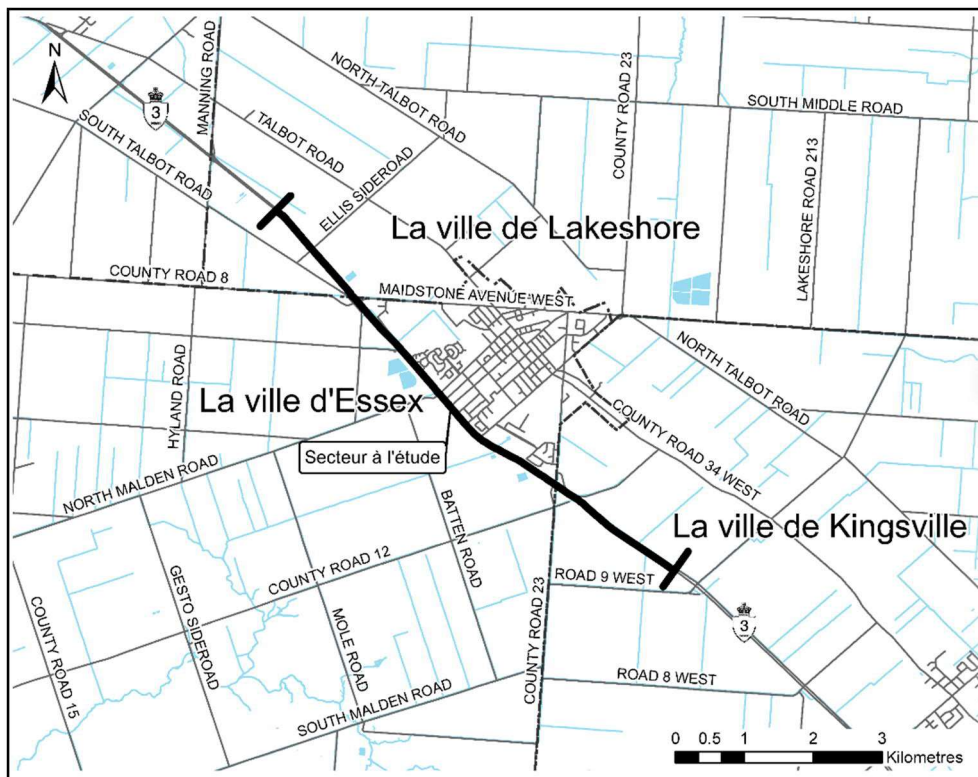 N
3
MANNING ROAD
NORTH TALBOT ROAD
COUNTY ROAD 23
SOUTH MIDDLE ROAD
SOUTH TALBOT ROAD
TALBOT ROAD
ELLIS SIDEROAD
LAKESHORE ROAD 213
La ville de Lakeshore
COUNTY ROAD 8
MAIDSTONE AVENUE WEST
HYLAND ROAD
NORTH TALBOT ROAD
La ville d'Essex
COUNTY ROAD 34 WEST
Secteur à l'étude
NORTH MALDEN ROAD
BATTEN ROAD
La ville de Kingsville
COUNTY ROAD 12
ROAD 9 WEST
GESTO SIDEROAD
COUNTY ROAD 15
MOLE ROAD
COUNTY ROAD 23
3
SOUTH MALDEN ROAD
ROAD 8 WEST
0 0.5 1 2 3
Kilometres